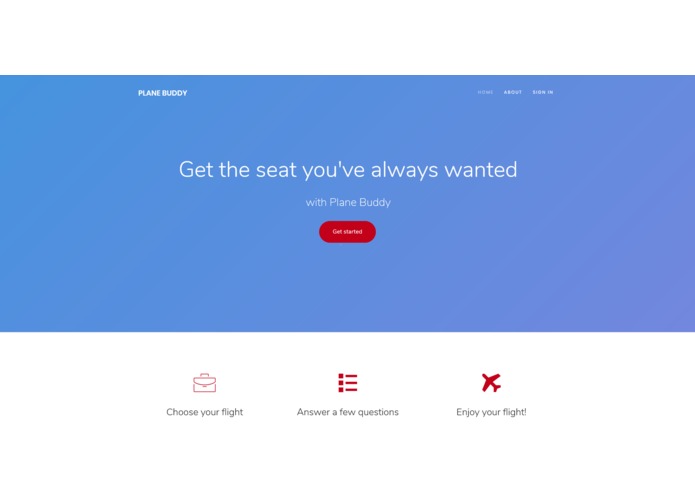 PLANE BUDDY
HOME ABOUT SIGN IN
Get the seat you've always wanted
with Plane Buddy
Get started
Choose your flight
Answer a few questions
Enjoy your flight!